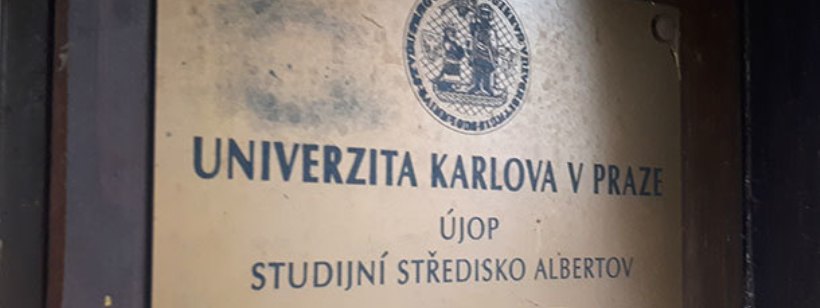 UNIVERZITA KARLOVA V PRAZE
ÚJOP
STUDIJNÍ STŘEDISKO ALBERTOV